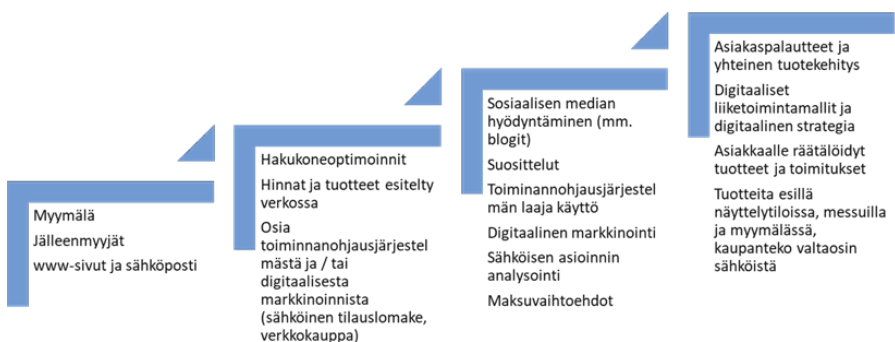 Myymälä
Jälleenmyyjät
www-sivut ja sähköposti
Hakukoneoptimoinnit
Hinnat ja tuotteet esitelty
verkossa
Osia
toiminnanohjausjärjestel
mästä ja / tai
digitaalisesta
markkinoinnista
(sähköinen tilauslomake,
verkkokauppa)
Sosiaalisen median
hyödyntäminen (mm.
blogit)
Suosittelut
Toiminannohjausjärjestel
män laaja käyttö
Digitaalinen markkinointi
Sähköisen asioinnin
analysointi
Maksuvaihtoehdot
Asiakaspalautteet ja
yhteinen tuotekehitys
Digitaaliset
liiketoimintamallit ja
digitaalinen strategia
Asiakkaalle räätälöidyt
tuotteet ja toimitukset
Tuotteita esillä
näyttelytiloissa, messuilla
ja myymälässä,
kaupanteko valtaosin
sähköistä